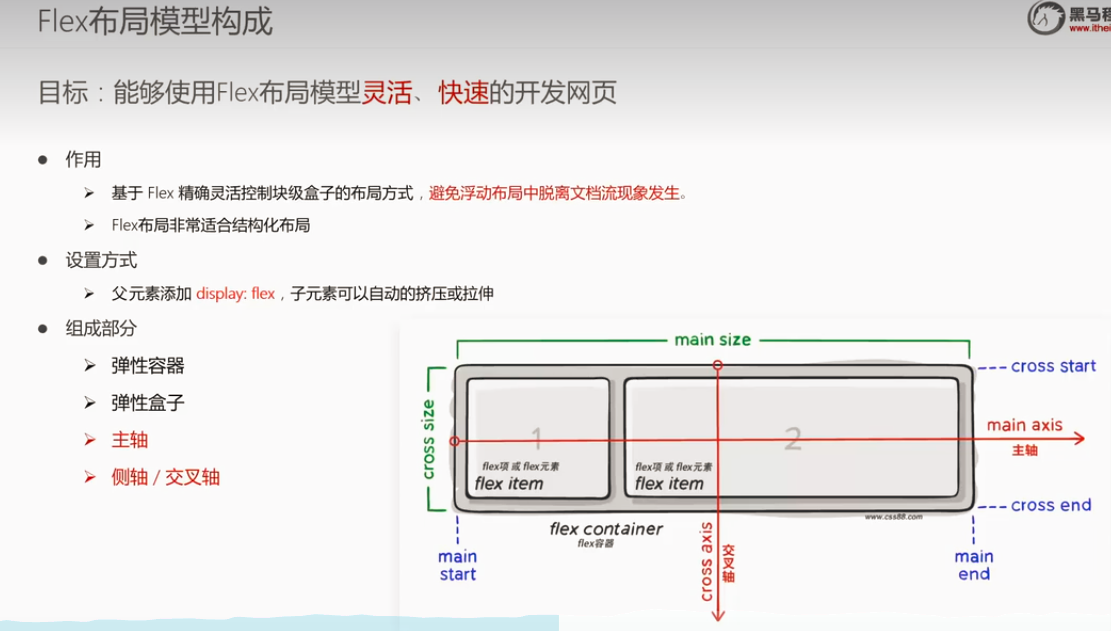 Flex布局模型构成
黑马程
www.ithei
目标：能够使用Flex布局模型灵活、快速的开发网页
● 作用
➢ 基于 Flex 精确灵活控制块级盒子的布局方式，避免浮动布局中脱离文档流现象发生。
➢ Flex布局非常适合结构化布局
● 设置方式
➢ 父元素添加 display: flex，子元素可以自动的挤压或拉伸
● 组成部分
➢ 弹性容器
➢ 弹性盒子
➢ 主轴
➢ 侧轴 / 交叉轴
main size
cross start
cross size
main axis
主轴
1
2
flex项 或 flex元素
flex item
flex项 或 flex元素
flex item
cross end
www.css88.com
flex container
flex容器
cross axis
交叉轴
main
start
main
end